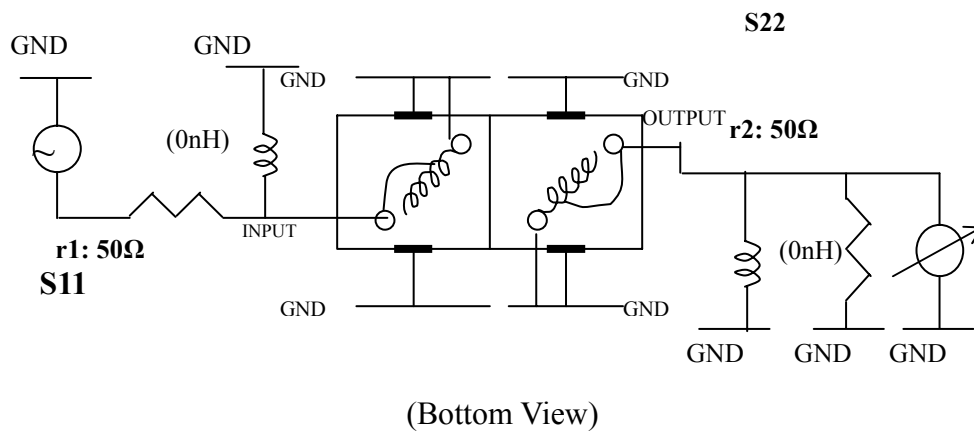 S22
GND
GND
GND
GND
(0nH)
OUTPUT
r2: 50Ω
INPUT
r1: 50Ω
S11
(0nH)
GND
GND
GND
GND
GND
(Bottom View)